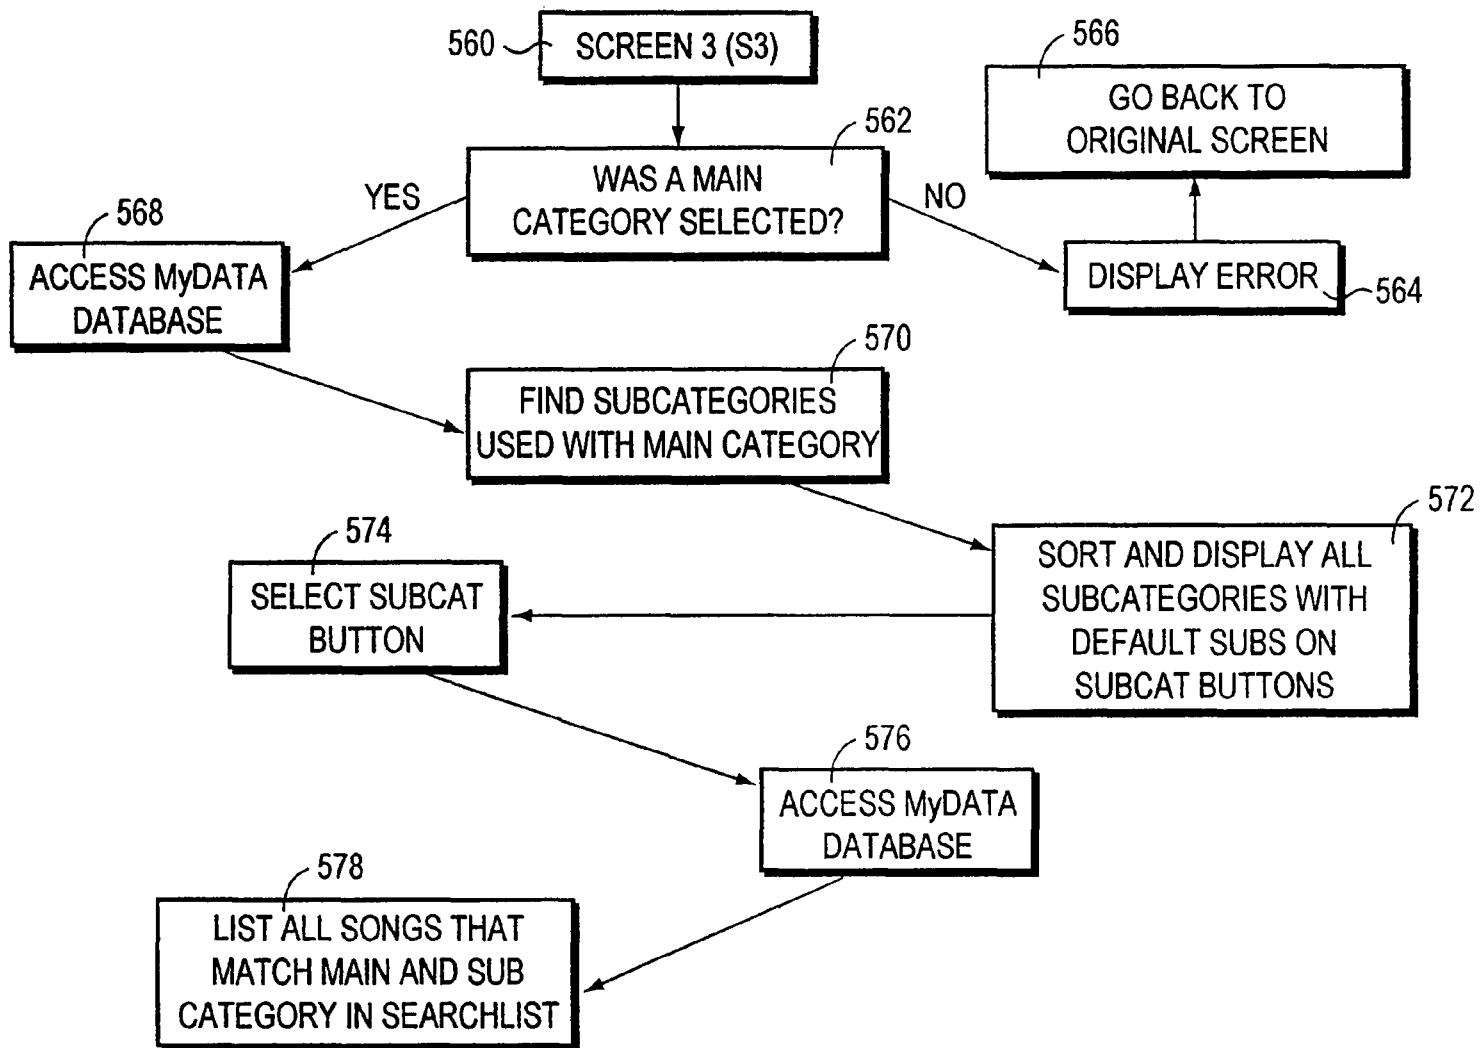 560
SCREEN 3 (S3)
562
WAS A MAIN
CATEGORY SELECTED?
YES
NO
566
GO BACK TO
ORIGINAL SCREEN
568
ACCESS MyDATA
DATABASE
DISPLAY ERROR
564
570
FIND SUBCATEGORIES
USED WITH MAIN CATEGORY
572
SORT AND DISPLAY ALL
SUBCATEGORIES WITH
DEFAULT SUBS ON
SUBCAT BUTTONS
574
SELECT SUBCAT
BUTTON
576
ACCESS MyDATA
DATABASE
578
LIST ALL SONGS THAT
MATCH MAIN AND SUB
CATEGORY IN SEARCHLIST